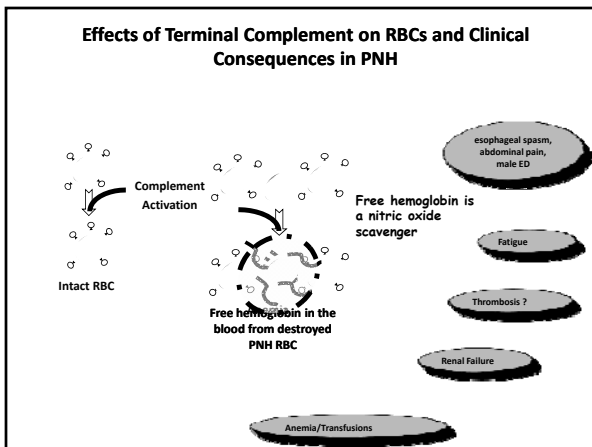 Effects of Terminal Complement on RBCs and Clinical
Consequences in PNH
esophageal spasm,
abdominal pain,
male ED
Complement
Activation
Free hemoglobin is
a nitric oxide
scavenger
Fatigue
Intact RBC
Thrombosis ?
Free hemoglobin in the
blood from destroyed
PNH RBC
Renal Failure
Anemia/Transfusions